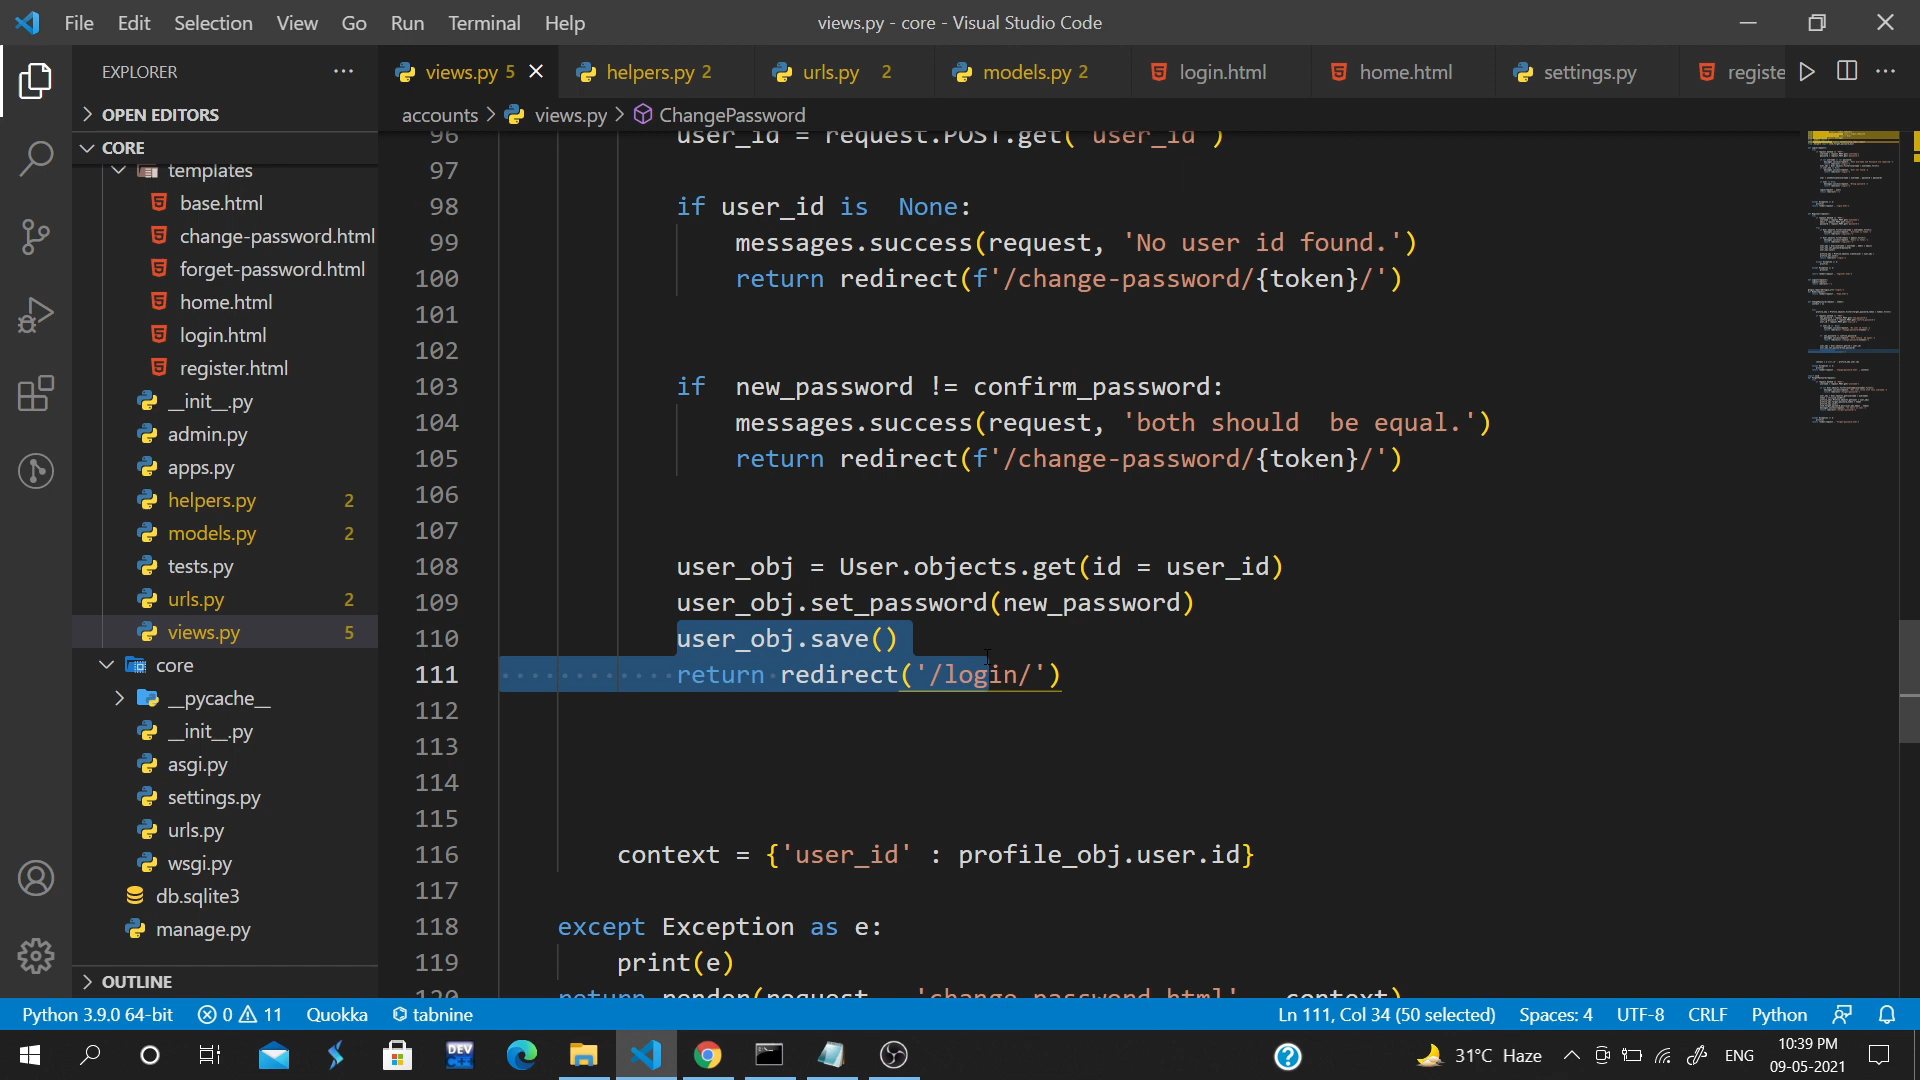 File Edit Selection View Go Run Terminal Help
views.py - core - Visual Studio Code
EXPLORER
views.py 5
helpers.py 2
urls.py 2
models.py 2
login.html
home.html
settings.py
registe
OPEN EDITORS
accounts > views.py > ChangePassword
CORE
templates
base.html
change-password.html
forget-password.html
home.html
login.html
register.html
__init__.py
admin.py
apps.py
helpers.py 2
models.py 2
tests.py
urls.py 2
views.py 5
core
__pycache__
__init__.py
asgi.py
settings.py
urls.py
wsgi.py
db.sqlite3
manage.py
OUTLINE
96 user_id = request.POST.get('user_id')
97
98 if user_id is  None:
99 messages.success(request, 'No user id found.')
100 return redirect(f'/change-password/{token}/')
101
102
103 if  new_password != confirm_password:
104 messages.success(request, 'both should  be equal.')
105 return redirect(f'/change-password/{token}/')
106
107
108 user_obj = User.objects.get(id = user_id)
109 user_obj.set_password(new_password)
110 user_obj.save()
111 return redirect('/login/')
112
113
114
115
116 context = {'user_id' : profile_obj.user.id}
117
118 except Exception as e:
119 print(e)
120 return render(request , 'change-password.html' , context)
Python 3.9.0 64-bit 0 11 Quokka tabnine
Ln 111, Col 34 (50 selected) Spaces: 4 UTF-8 CRLF Python
DEV C++
31°C Haze ENG
10:39 PM
09-05-2021